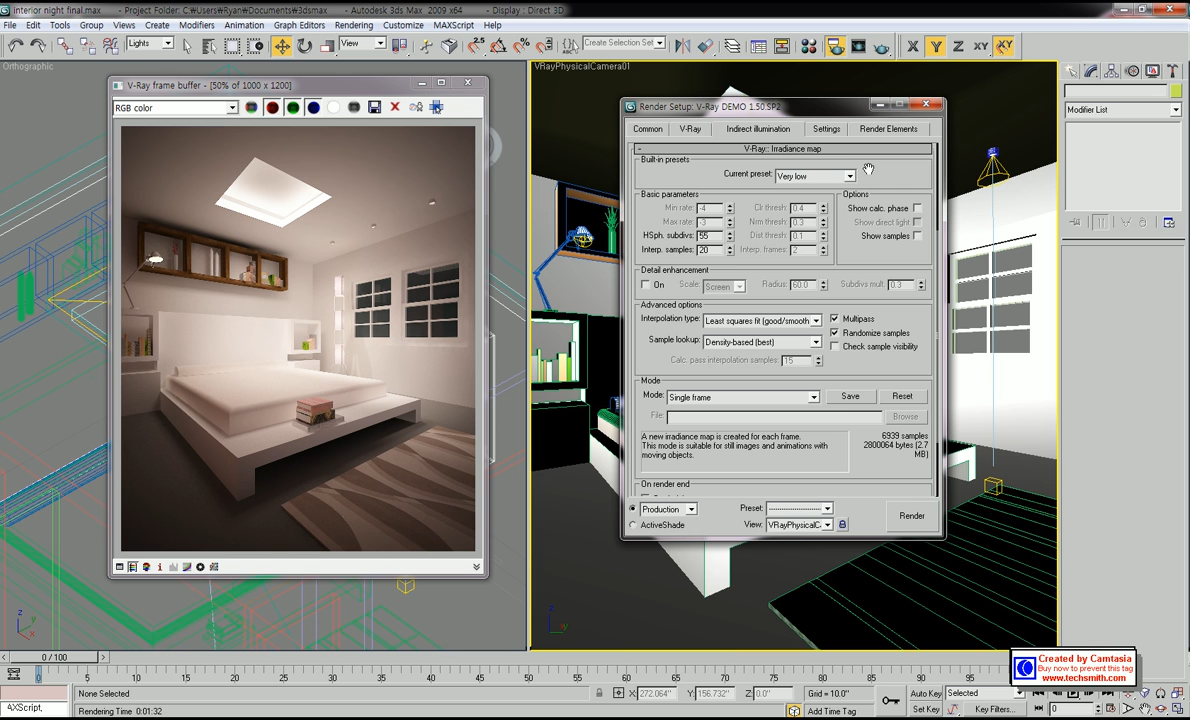 interior night final.max - Project Folder: C:₩Users₩Ryan₩Documents₩3dsmax - Autodesk 3ds Max 2009 x64 - Display : Direct 3D
File Edit Tools Group Views Create Modifiers Animation Graph Editors Rendering Customize MAXScript Help
Lights View 2.5 Create Selection Set X Y Z XY XY
Orthographic
V-Ray frame buffer - [50% of 1000 x 1200]
RGB color
VRayPhysicalCamera01
Render Setup: V-Ray DEMO 1.50.SP2
Common V-Ray Indirect illumination Settings Render Elements
- V-Ray:: Irradiance map
Built-in presets
Current preset: Very low
Basic parameters
Min rate: -4 Clr thresh: 0.4
Max rate: -3 Nrm thresh: 0.3
HSph. subdivs: 55 Dist thresh: 0.1
Interp. samples: 20 Interp. frames: 2
Options
Show calc. phase
Show direct light
Show samples
Detail enhancement
On Scale: Screen Radius: 60.0 Subdivs mult. 0.3
Advanced options
Interpolation type: Least squares fit (good/smooth Multipass
Randomize samples
Sample lookup: Density-based (best) Check sample visibility
Calc. pass interpolation samples: 15
Mode
Mode: Single frame Save Reset
File: Browse
A new irradiance map is created for each frame.
This mode is suitable for still images and animations with
moving objects.
6939 samples
2800064 bytes (2.7
MB)
On render end
Production Preset: --------------------
ActiveShade View: VRayPhysicalC Render
Modifier List
z y x
0 / 100
0 5 10 15 20 25 30 35 40 45 50 55 60 65 70 75 80 85 90 95
Created by Camtasia
Buy now to prevent this tag
www.techsmith.com
None Selected X: 272.064" Y: 156.732" Z: 0.0" Grid = 10.0" Auto Key Selected
AXScript, Rendering Time 0:01:32 Add Time Tag Set Key Key Filters... 0